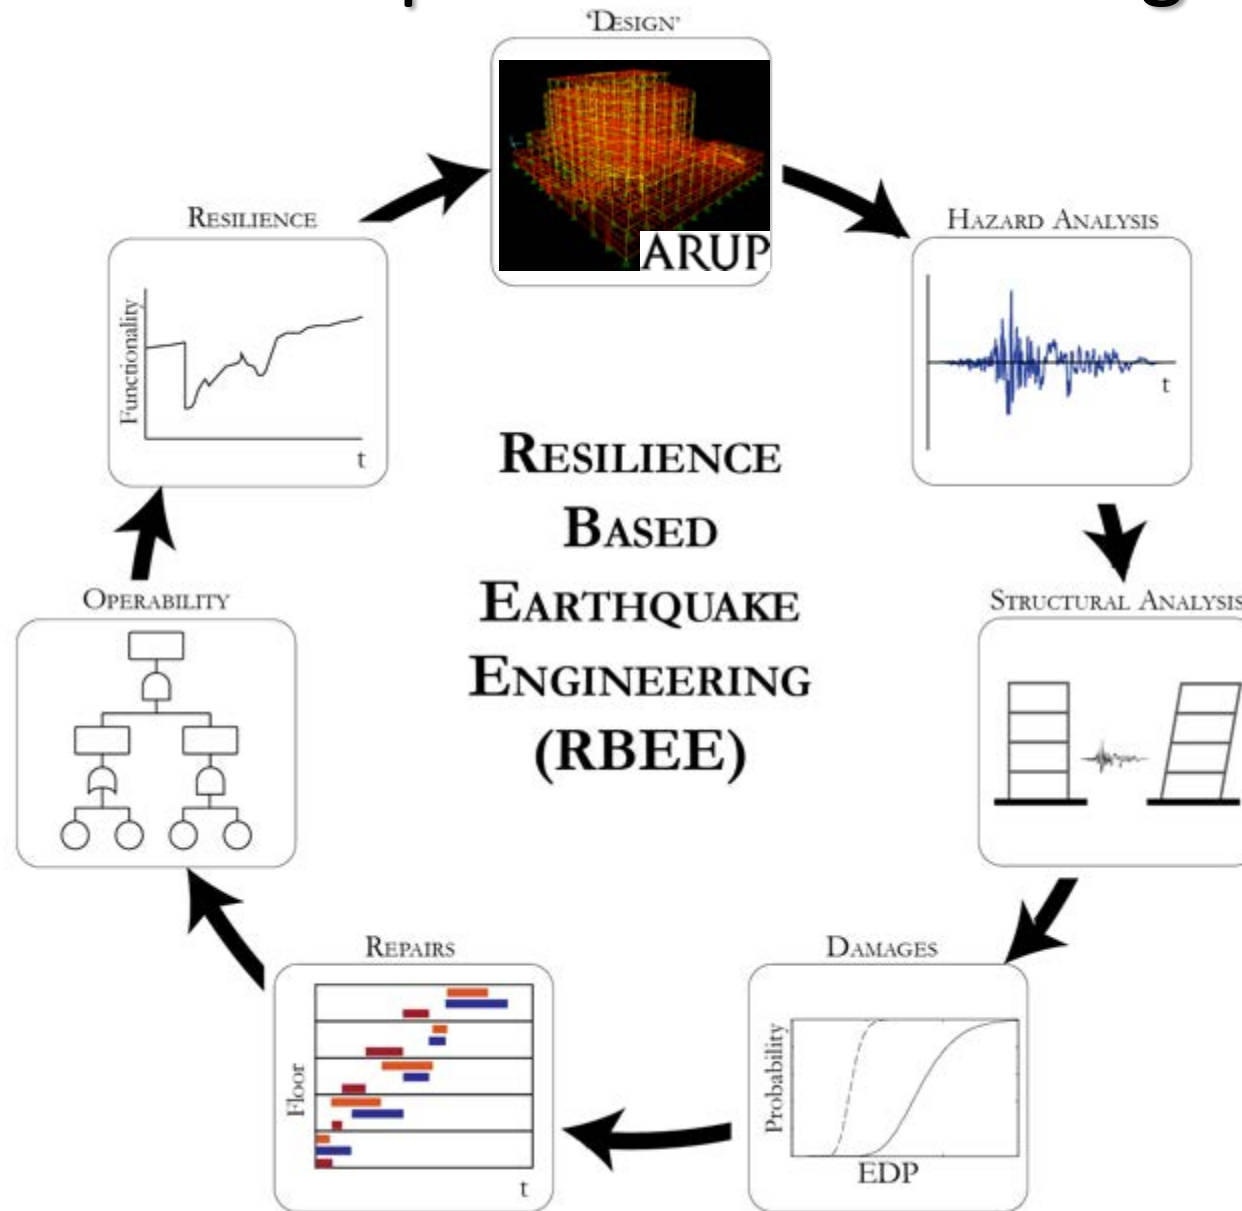 'DESIGN'
ARUP
RESILIENCE
Functionality
t
HAZARD ANALYSIS
t
RESILIENCE
BASED
EARTHQUAKE
ENGINEERING
(RBEE)
OPERABILITY
STRUCTURAL ANALYSIS
REPAIRS
Floor
t
DAMAGES
Probability
EDP